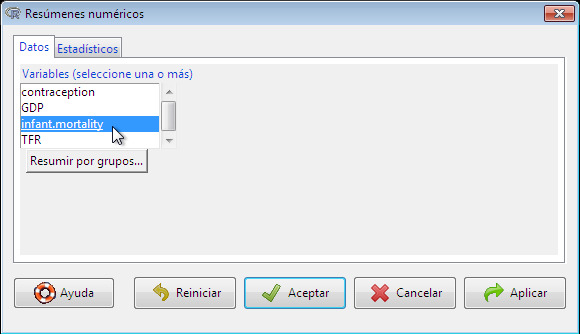 Resúmenes numéricos
Datos
Estadísticos
Variables (seleccione una o más)
contraception
GDP
infant.mortality
TFR
Resumir por grupos...
Ayuda
Reiniciar
Aceptar
Cancelar
Aplicar